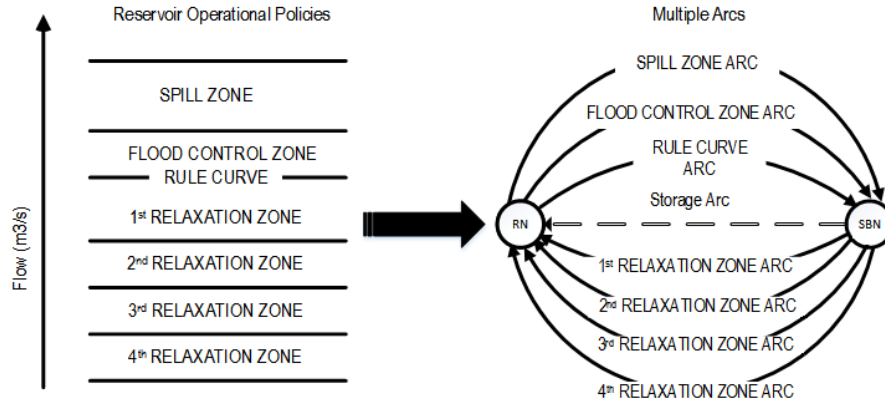 Reservoir Operational Policies
Flow (m3/s)
SPILL ZONE
FLOOD CONTROL ZONE
RULE CURVE
1st RELAXATION ZONE
2nd RELAXATION ZONE
3rd RELAXATION ZONE
4th RELAXATION ZONE
Multiple Arcs
SPILL ZONE ARC
FLOOD CONTROL ZONE ARC
RULE CURVE
ARC
Storage Arc
RN
SBN
1st RELAXATION ZONE ARC
2nd RELAXATION ZONE ARC
3rd RELAXATION ZONE ARC
4th RELAXATION ZONE ARC